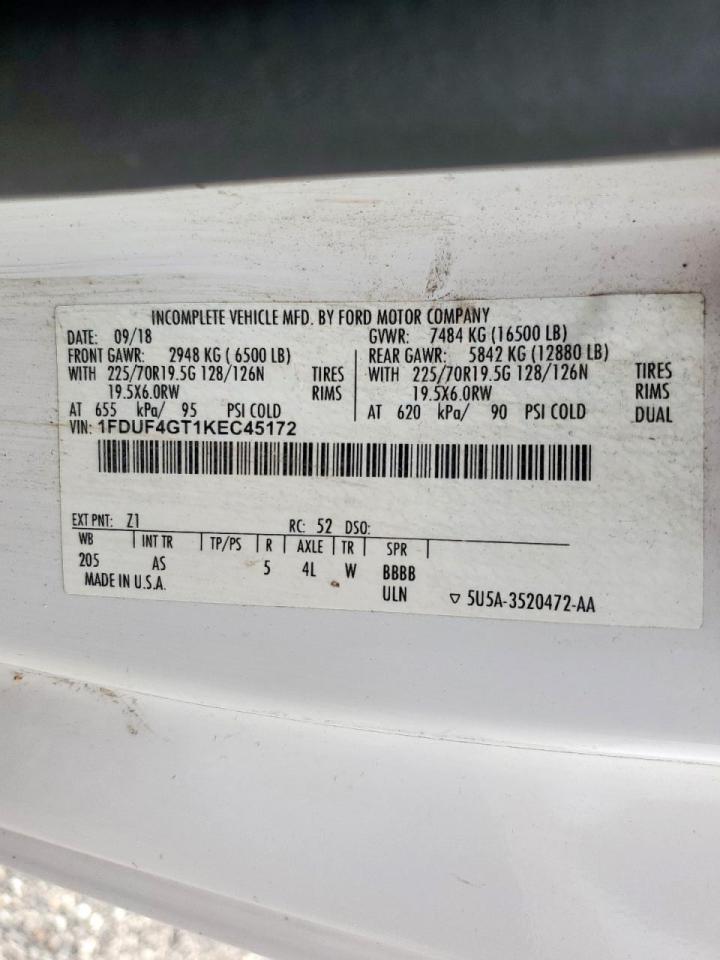 INCOMPLETE VEHICLE MFD. BY FORD MOTOR COMPANY
DATE: 09/18 GVWR: 7484 KG (16500 LB)
FRONT GAWR: 2948 KG ( 6500 LB) REAR GAWR: 5842 KG (12880 LB)
WITH 225/70R19.5G 128/126N TIRES WITH 225/70R19.5G 128/126N TIRES
19.5X6.0RW RIMS 19.5X6.0RW RIMS
AT 655 kPa/ 95 PSI COLD AT 620 kPa/ 90 PSI COLD DUAL
VIN: 1FDUF4GT1KEC45172
EXT PNT: Z1 RC: 52 DSO:
WB INT TR TP/PS R AXLE TR SPR
205 AS 5 4L W BBBB
MADE IN U.S.A. ULN ▽ 5U5A-3520472-AA